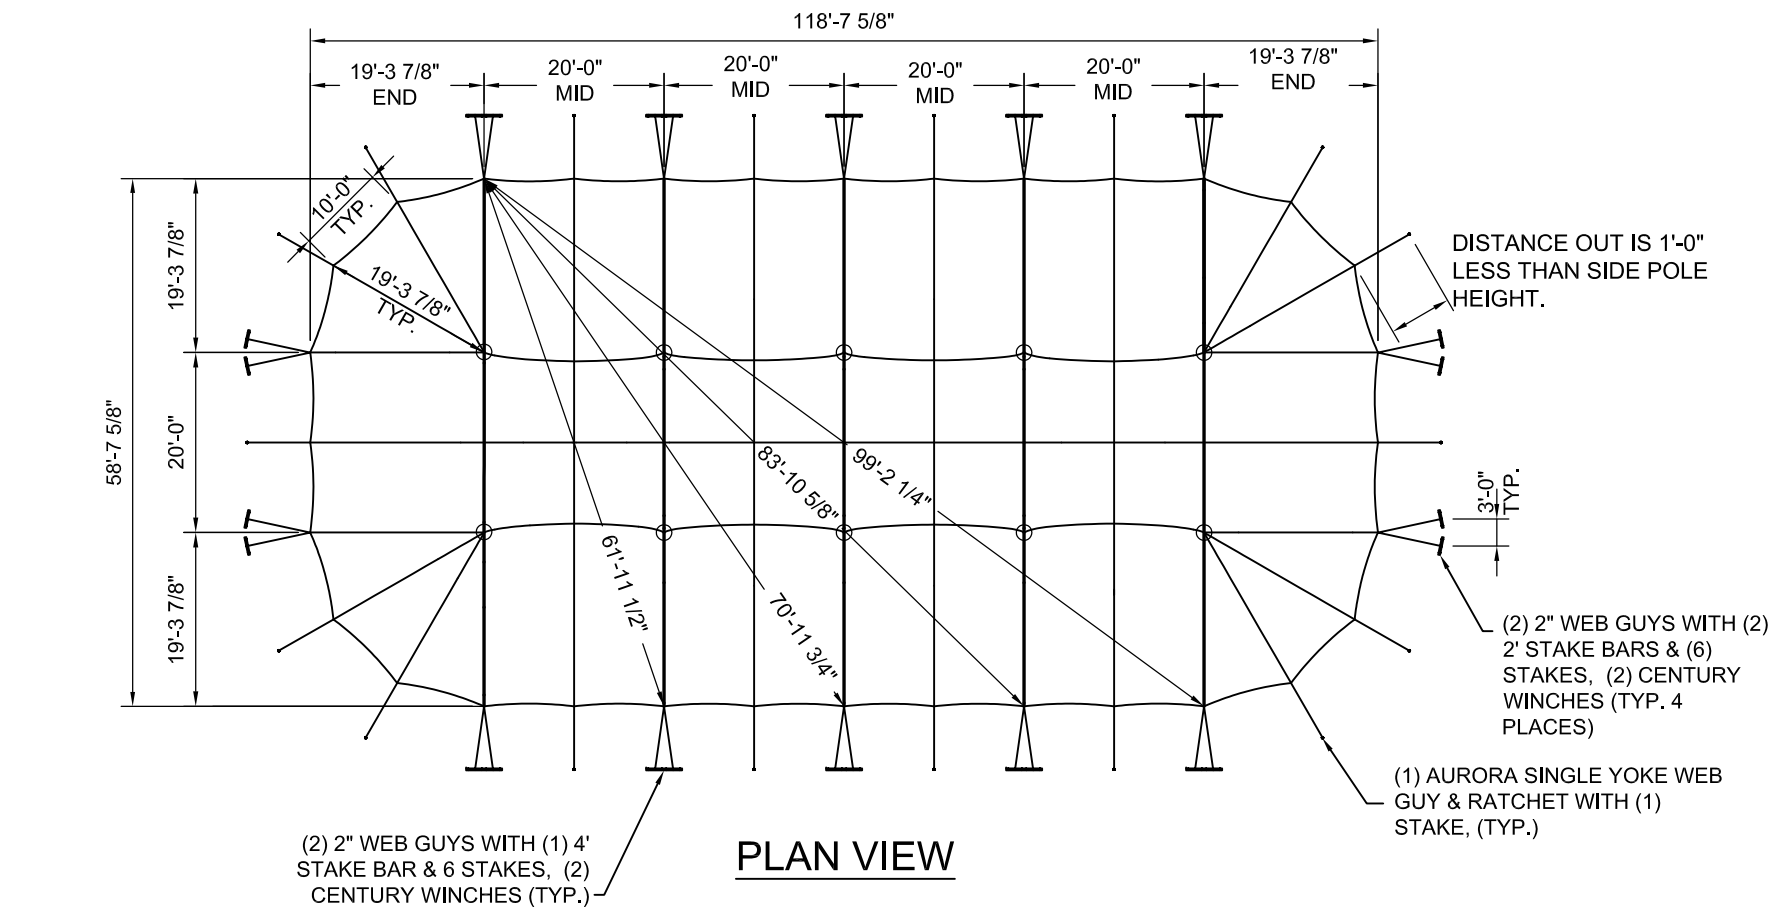 118'-7 5/8"
19'-3 7/8"
END
20'-0"
MID
20'-0"
MID
20'-0"
MID
20'-0"
MID
19'-3 7/8"
END
10'-0"
TYP.
19'-3 7/8"
TYP.
19'-3 7/8"
20'-0"
19'-3 7/8"
58'-7 5/8"
DISTANCE OUT IS 1'-0"
LESS THAN SIDE POLE
HEIGHT.
61'-11 1/2"
70'-11 3/4"
83'-10 5/8"
99'-2 1/4"
3'-0"
TYP.
(2) 2" WEB GUYS WITH (2)
2' STAKE BARS & (6)
STAKES, (2) CENTURY
WINCHES (TYP. 4
PLACES)
(1) AURORA SINGLE YOKE WEB
GUY & RATCHET WITH (1)
STAKE, (TYP.)
(2) 2" WEB GUYS WITH (1) 4'
STAKE BAR & 6 STAKES, (2)
CENTURY WINCHES (TYP.)
PLAN VIEW